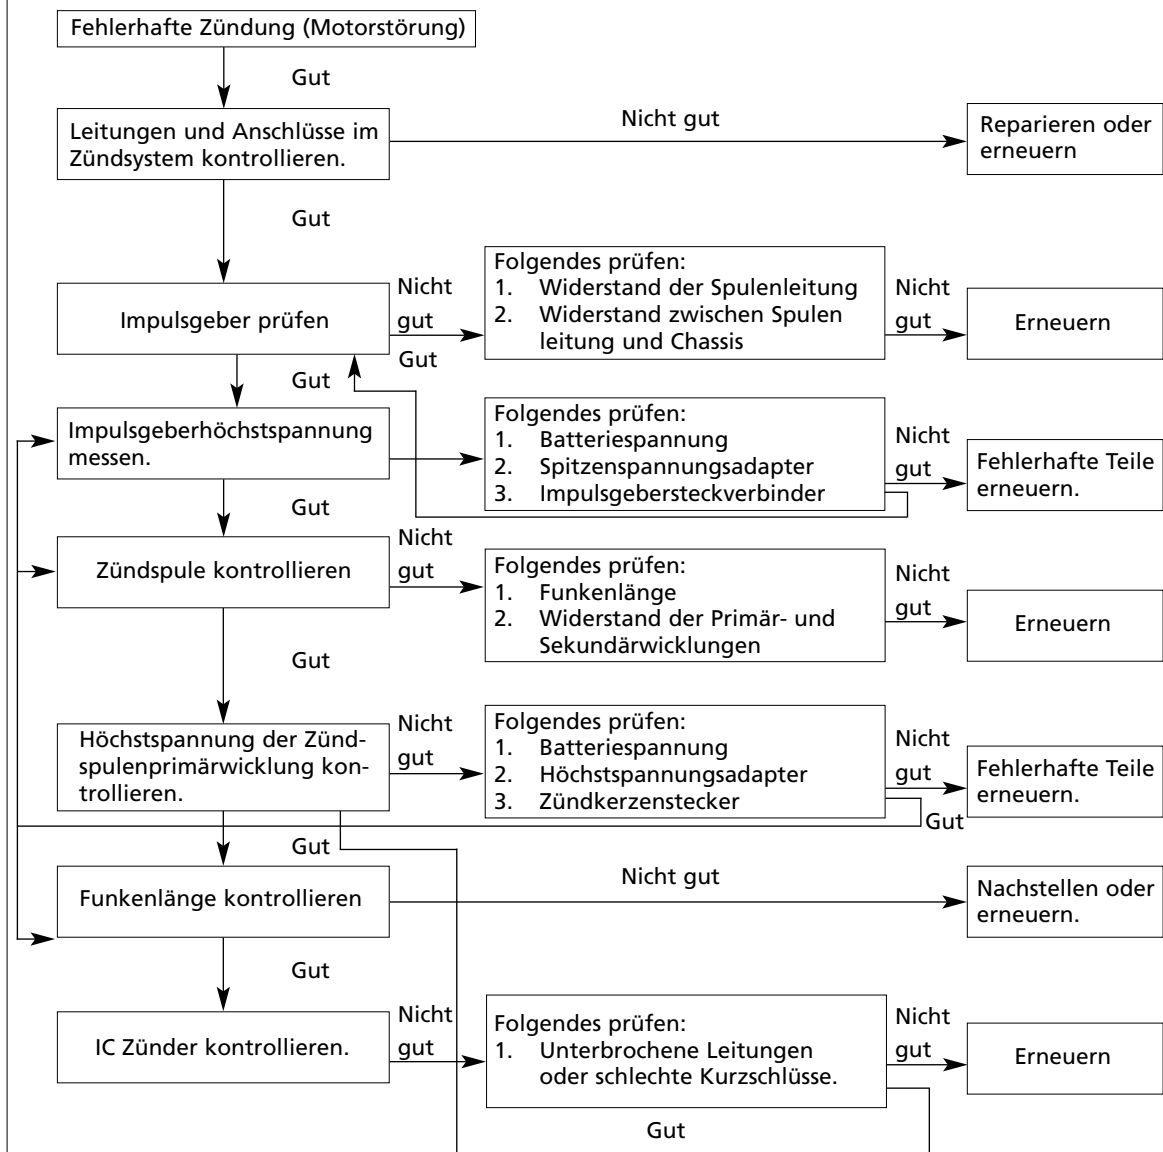 Fehlerhafte Zündung (Motorstörung)
Gut
Leitungen und Anschlüsse im
Zündsystem kontrollieren.
Nicht gut
Reparieren oder
erneuern
Gut
Impulsgeber prüfen
Nicht
gut
Gut
Folgendes prüfen:
1. Widerstand der Spulenleitung
2. Widerstand zwischen Spulen
leitung und Chassis
Nicht
gut
Erneuern
Gut
Impulsgeberhöchstspannung
messen.
Folgendes prüfen:
1. Batteriespannung
2. Spitzenspannungsadapter
3. Impulsgebersteckverbinder
Nicht
gut
Fehlerhafte Teile
erneuern.
Gut
Zündspule kontrollieren
Nicht
gut
Folgendes prüfen:
1. Funkenlänge
2. Widerstand der Primär- und
Sekundärwicklungen
Nicht
gut
Erneuern
Gut
Höchstspannung der Zünd-
spulenprimärwicklung kon-
trollieren.
Nicht
gut
Folgendes prüfen:
1. Batteriespannung
2. Höchstspannungsadapter
3. Zündkerzenstecker
Nicht
gut
Fehlerhafte Teile
erneuern.
Gut
Gut
Funkenlänge kontrollieren
Nicht gut
Nachstellen oder
erneuern.
Gut
IC Zünder kontrollieren.
Nicht
gut
Folgendes prüfen:
1. Unterbrochene Leitungen
oder schlechte Kurzschlüsse.
Nicht
gut
Erneuern
Gut